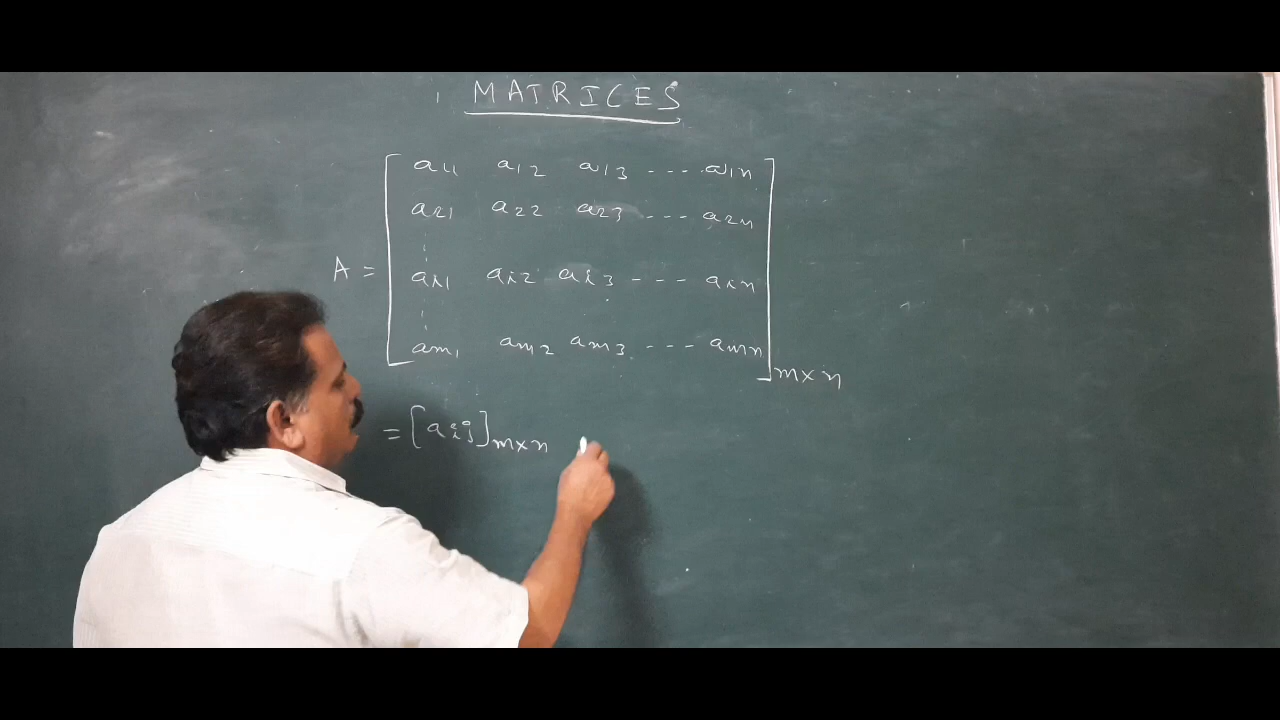 MATRICES
a11 a12 a13 --- a1n
a21 a22 a23 --- a2n
A = [ ai1 ai2 ai3 --- ain ]
am1 am2 am3 --- amn
m×n
= [aij]m×n